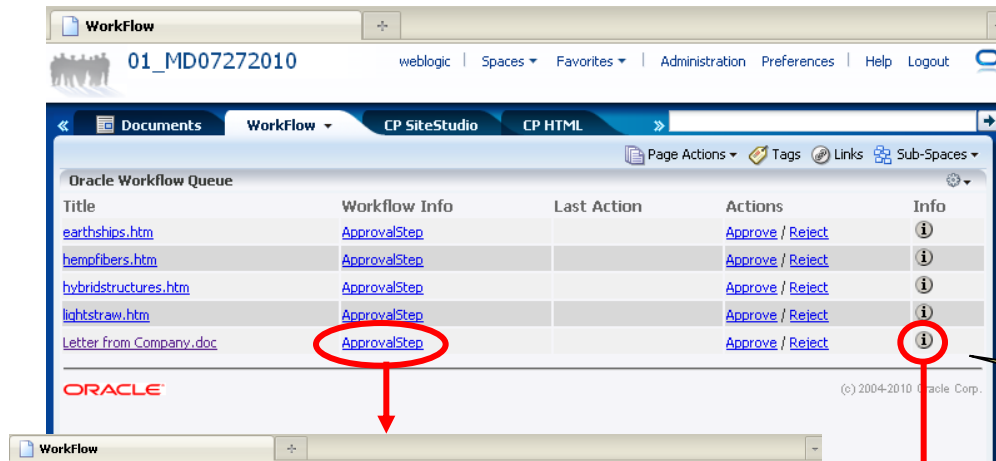 WorkFlow
01_MD07272010 weblogic | Spaces Favorites | Administration Preferences | Help Logout
Documents WorkFlow CP SiteStudio CP HTML
Page Actions Tags Links Sub-Spaces
Oracle Workflow Queue
Title Workflow Info Last Action Actions Info
earthships.htm ApprovalStep Approve / Reject
hempfibers.htm ApprovalStep Approve / Reject
hybridstructures.htm ApprovalStep Approve / Reject
lightstraw.htm ApprovalStep Approve / Reject
Letter from Company.doc ApprovalStep Approve / Reject
ORACLE (c) 2004-2010 Oracle Corp.
WorkFlow